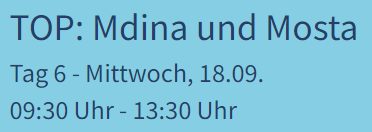 TOP: Mdina und Mosta
Tag 6 - Mittwoch, 18.09.
09:30 Uhr - 13:30 Uhr